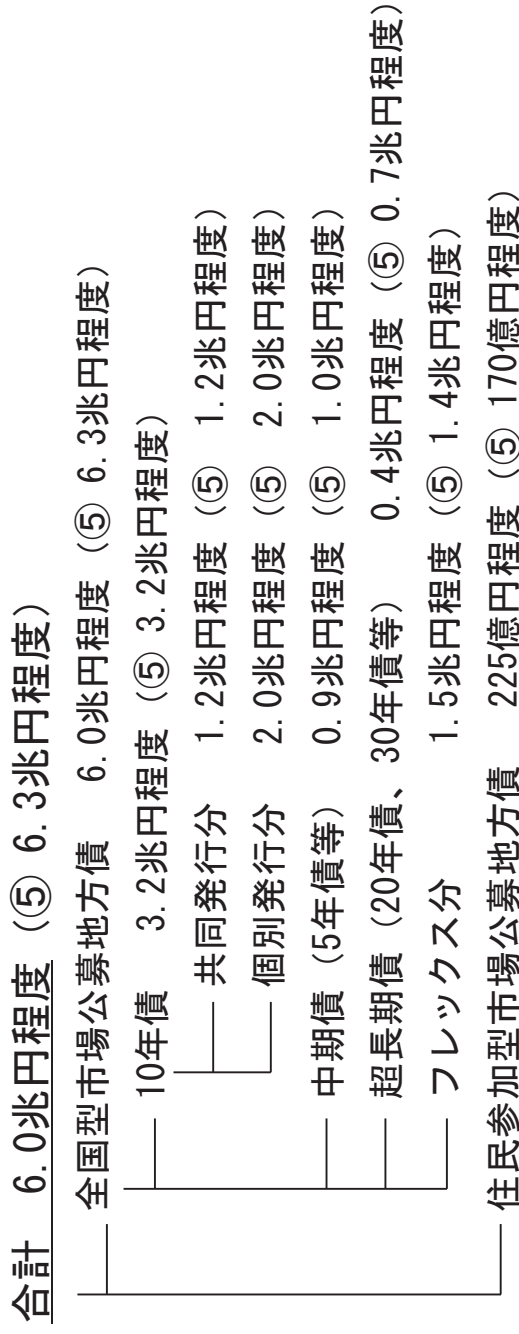 合計 6.0兆円程度（⑤ 6.3兆円程度）
全国型市場公募地方債 6.0兆円程度（⑤ 6.3兆円程度）
10年債 3.2兆円程度（⑤ 3.2兆円程度）
共同発行分 1.2兆円程度（⑤ 1.2兆円程度）
個別発行分 2.0兆円程度（⑤ 2.0兆円程度）
中期債（5年債等） 0.9兆円程度（⑤ 1.0兆円程度）
超長期債（20年債、30年債等） 0.4兆円程度（⑤ 0.7兆円程度）
フレックス分 1.5兆円程度（⑤ 1.4兆円程度）
住民参加型市場公募地方債 225億円程度（⑤ 170億円程度）